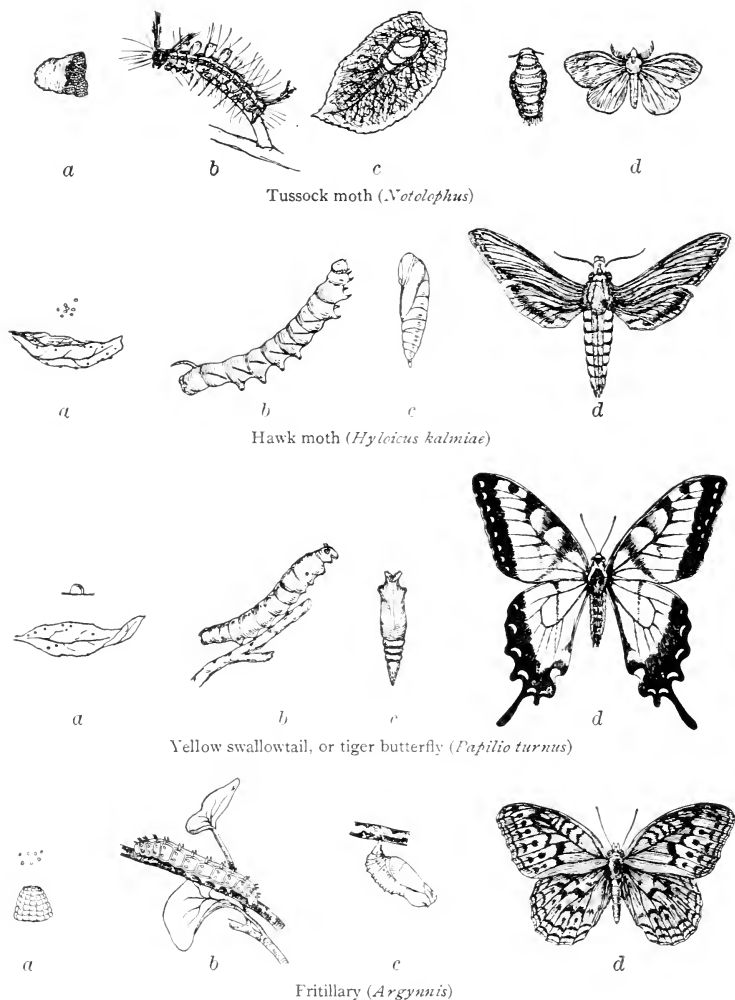 a b c d
Tussock moth (Notolophus)
a b c d
Hawk moth (Hyloicus kalmiae)
a b c d
Yellow swallowtail, or tiger butterfly (Papilio turnus)
a b c d
Fritillary (Argynnis)